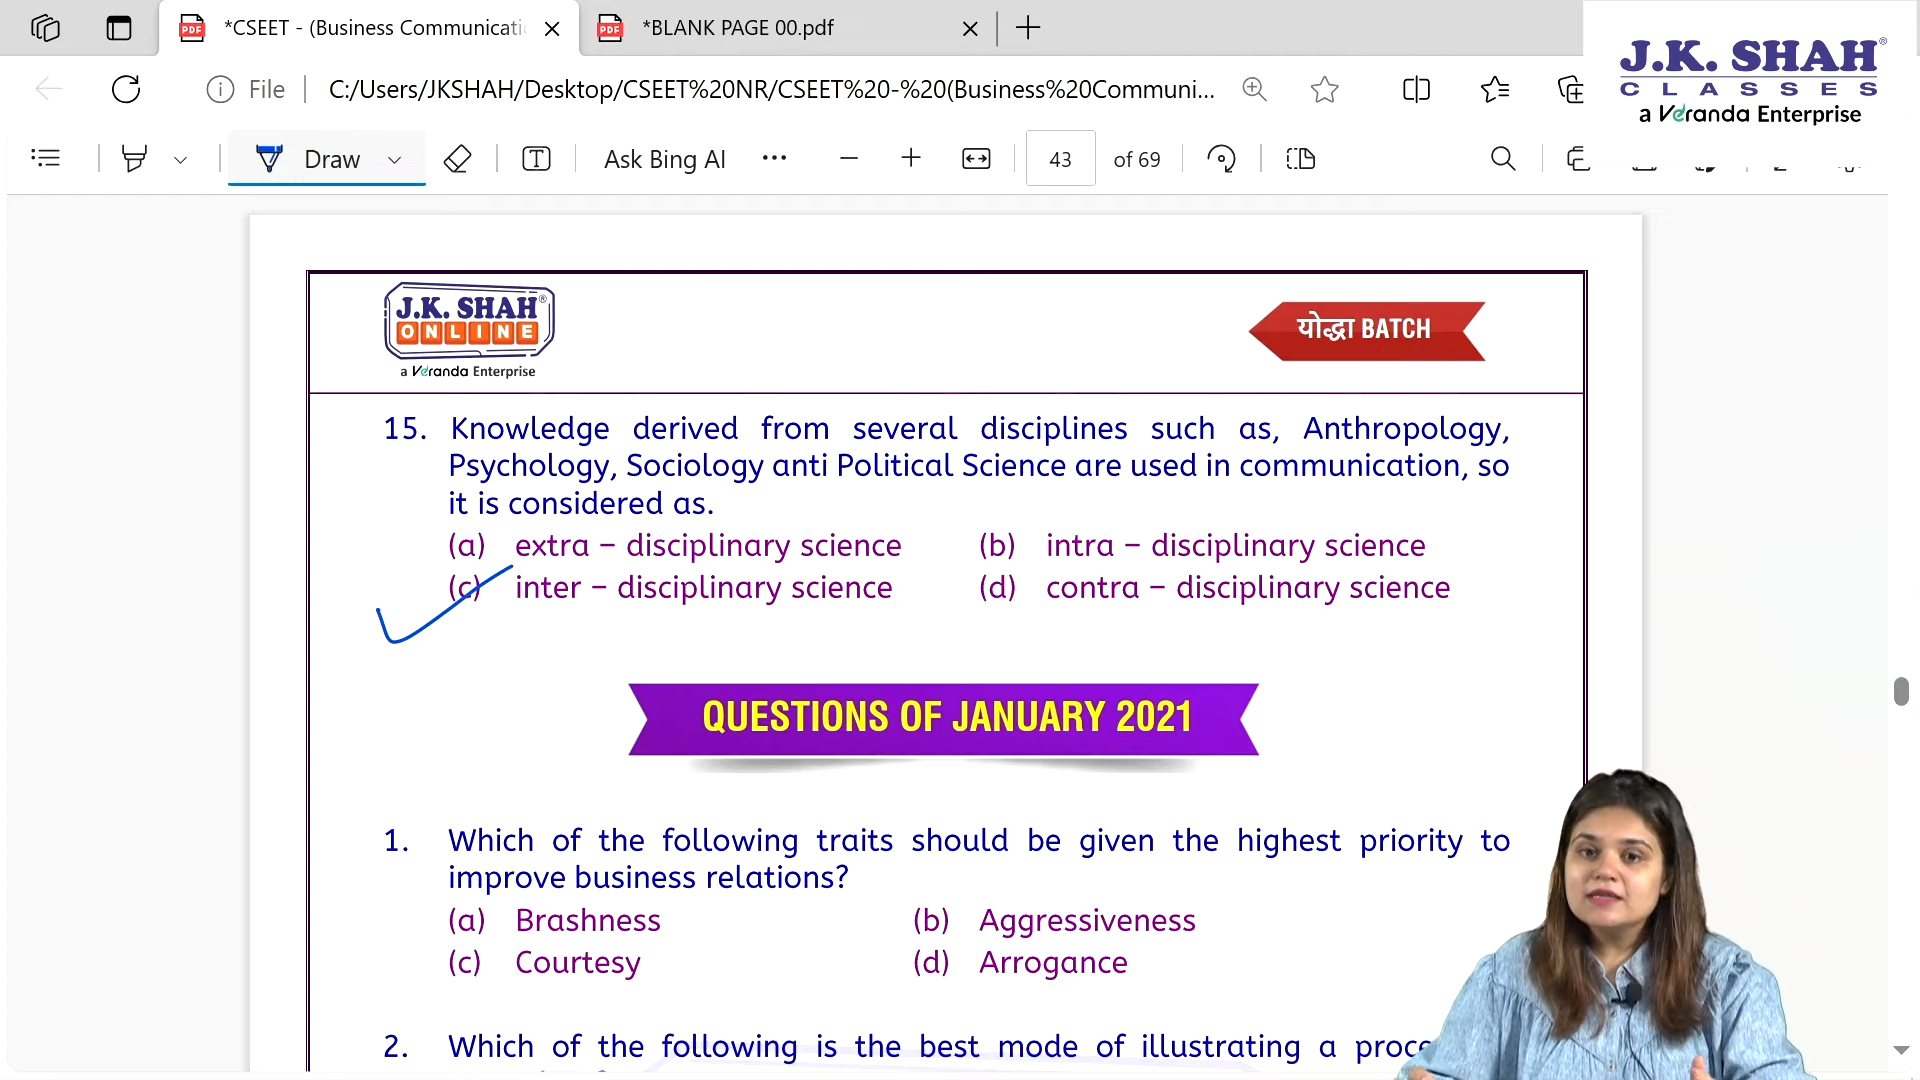 *CSEET - (Business Communicati
*BLANK PAGE 00.pdf
J.K. SHAH®
CLASSES
a Veranda Enterprise
File
C:/Users/JKSHAH/Desktop/CSEET%20NR/CSEET%20-%20(Business%20Communi...
Draw
Ask Bing AI
43
of 69
J.K. SHAH®
ONLINE
a Veranda Enterprise
योद्धा BATCH
15. Knowledge derived from several disciplines such as, Anthropology,
Psychology, Sociology anti Political Science are used in communication, so
it is considered as.
(a) extra – disciplinary science (b) intra – disciplinary science
(c) inter – disciplinary science (d) contra – disciplinary science
QUESTIONS OF JANUARY 2021
1. Which of the following traits should be given the highest priority to
improve business relations?
(a) Brashness (b) Aggressiveness
(c) Courtesy (d) Arrogance
2. Which of the following is the best mode of illustrating a proce